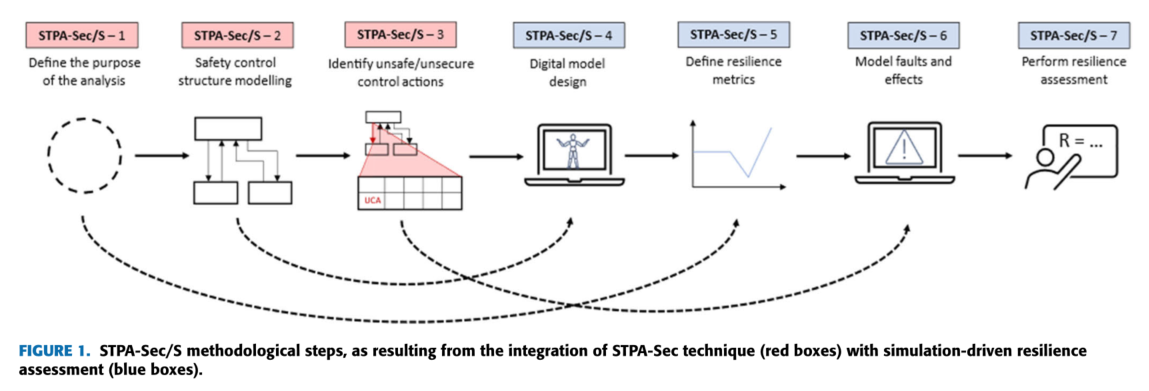 STPA-Sec/S – 1
Define the purpose
of the analysis
STPA-Sec/S – 2
Safety control
structure modelling
STPA-Sec/S – 3
Identify unsafe/unsecure
control actions
STPA-Sec/S – 4
Digital model
design
STPA-Sec/S – 5
Define resilience
metrics
STPA-Sec/S – 6
Model faults and
effects
STPA-Sec/S – 7
Perform resilience
assessment
UCA
!
R = ...
FIGURE 1. STPA-Sec/S methodological steps, as resulting from the integration of STPA-Sec technique (red boxes) with simulation-driven resilience
assessment (blue boxes).